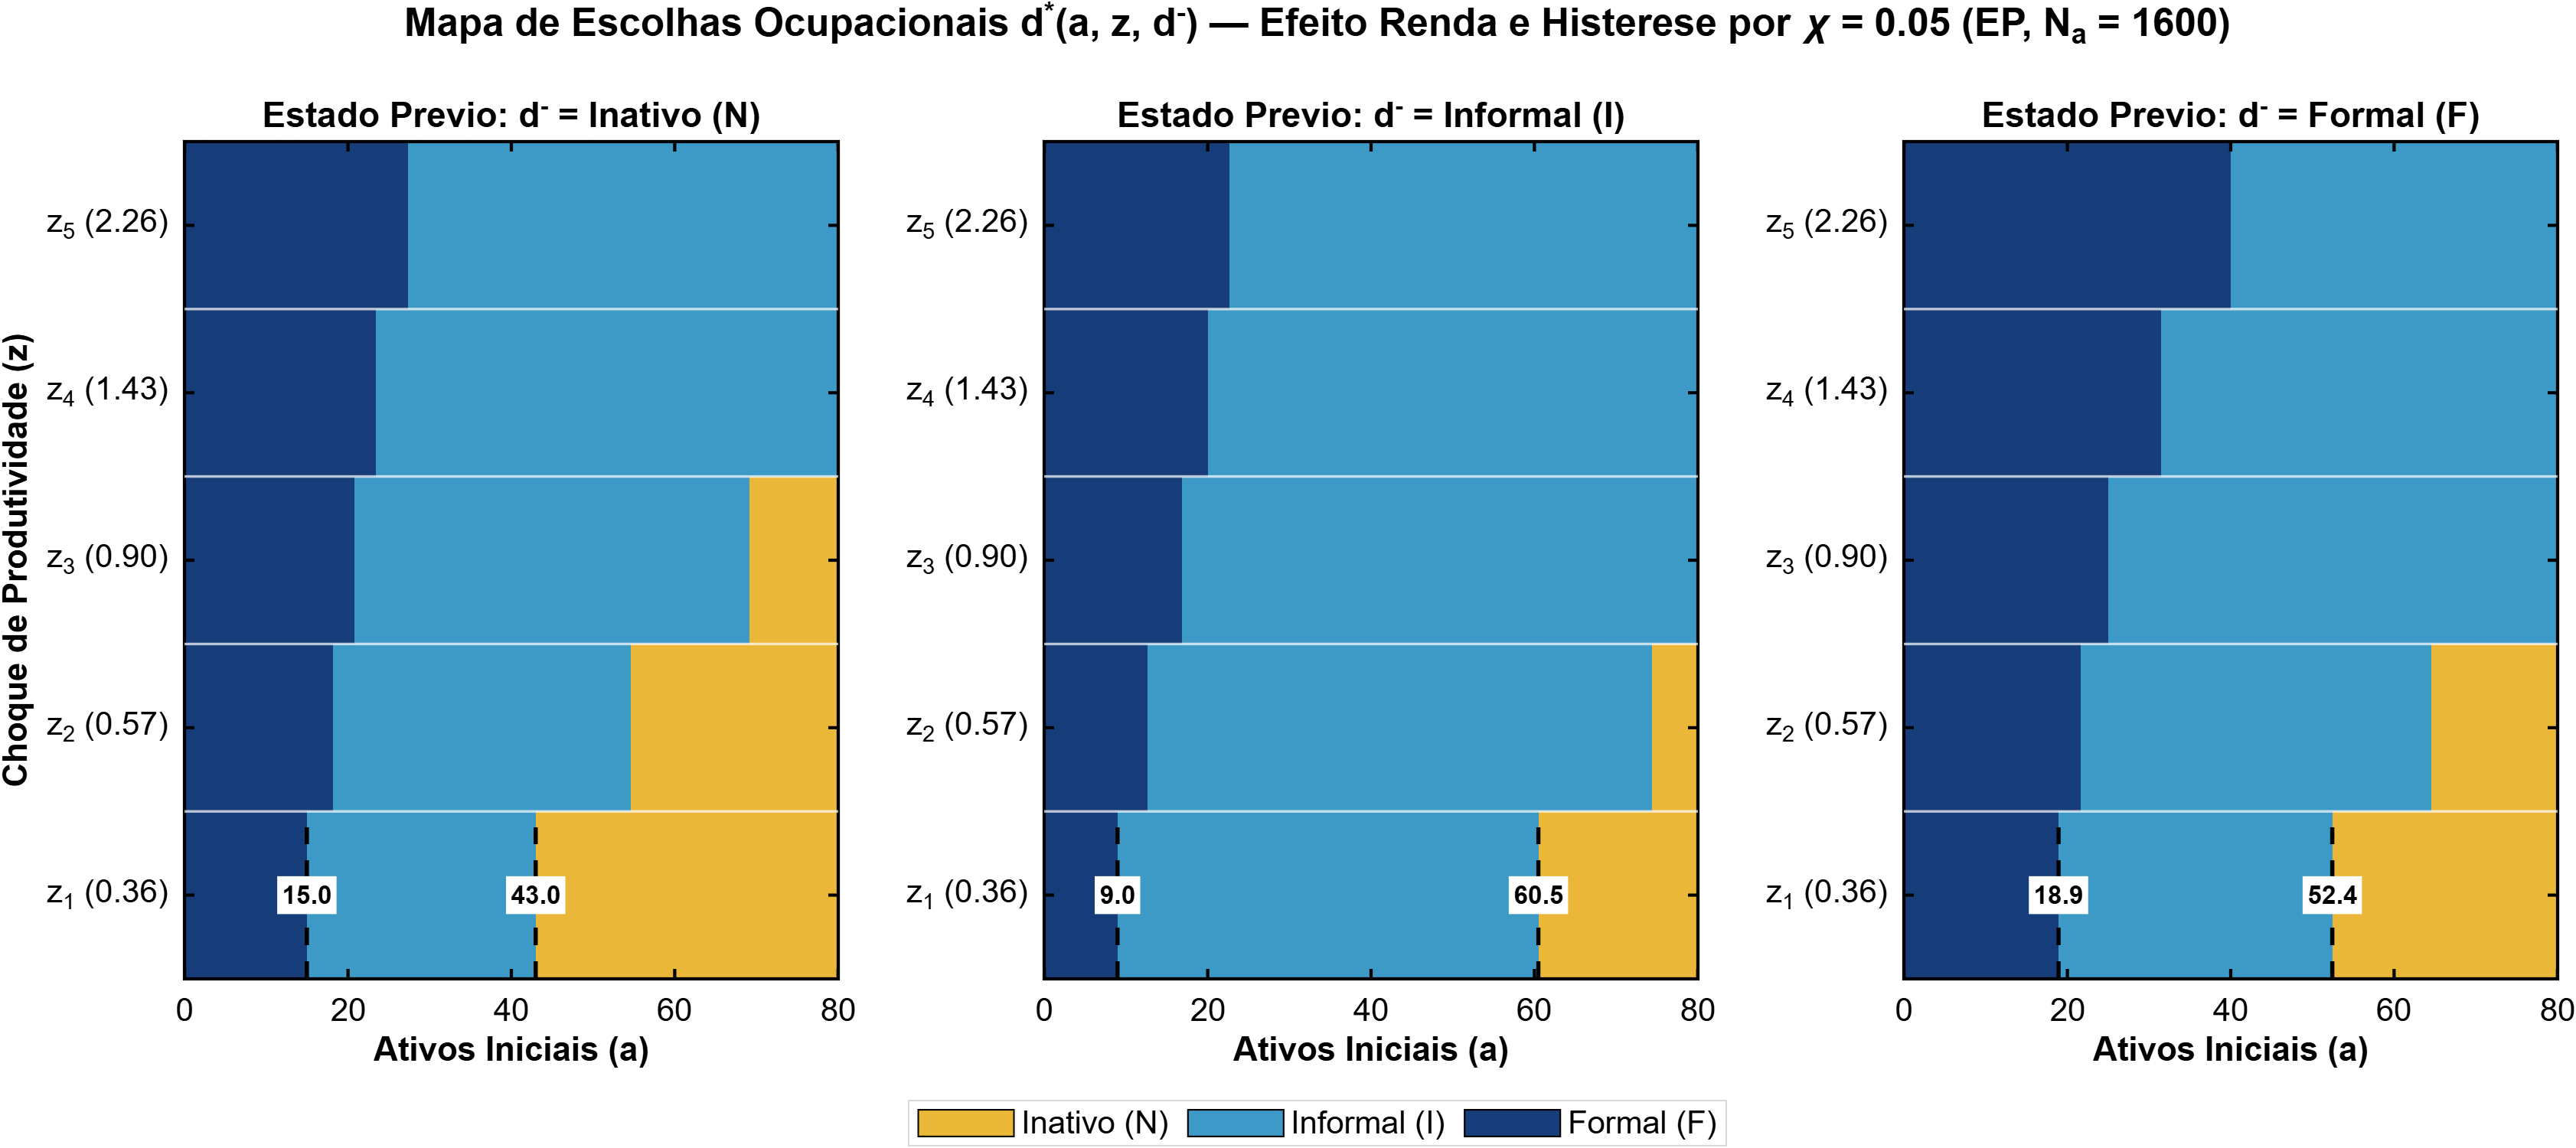 Mapa de Escolhas Ocupacionais d*(a, z, d-) — Efeito Renda e Histerese por χ = 0.05 (EP, Na = 1600)
Estado Previo: d- = Inativo (N)
Estado Previo: d- = Informal (I)
Estado Previo: d- = Formal (F)
Choque de Produtividade (z)
z5 (2.26)
z4 (1.43)
z3 (0.90)
z2 (0.57)
z1 (0.36)
15.0
43.0
0 20 40 60 80
Ativos Iniciais (a)
z5 (2.26)
z4 (1.43)
z3 (0.90)
z2 (0.57)
z1 (0.36)
9.0
60.5
0 20 40 60 80
Ativos Iniciais (a)
z5 (2.26)
z4 (1.43)
z3 (0.90)
z2 (0.57)
z1 (0.36)
18.9
52.4
0 20 40 60 80
Ativos Iniciais (a)
Inativo (N) Informal (I) Formal (F)